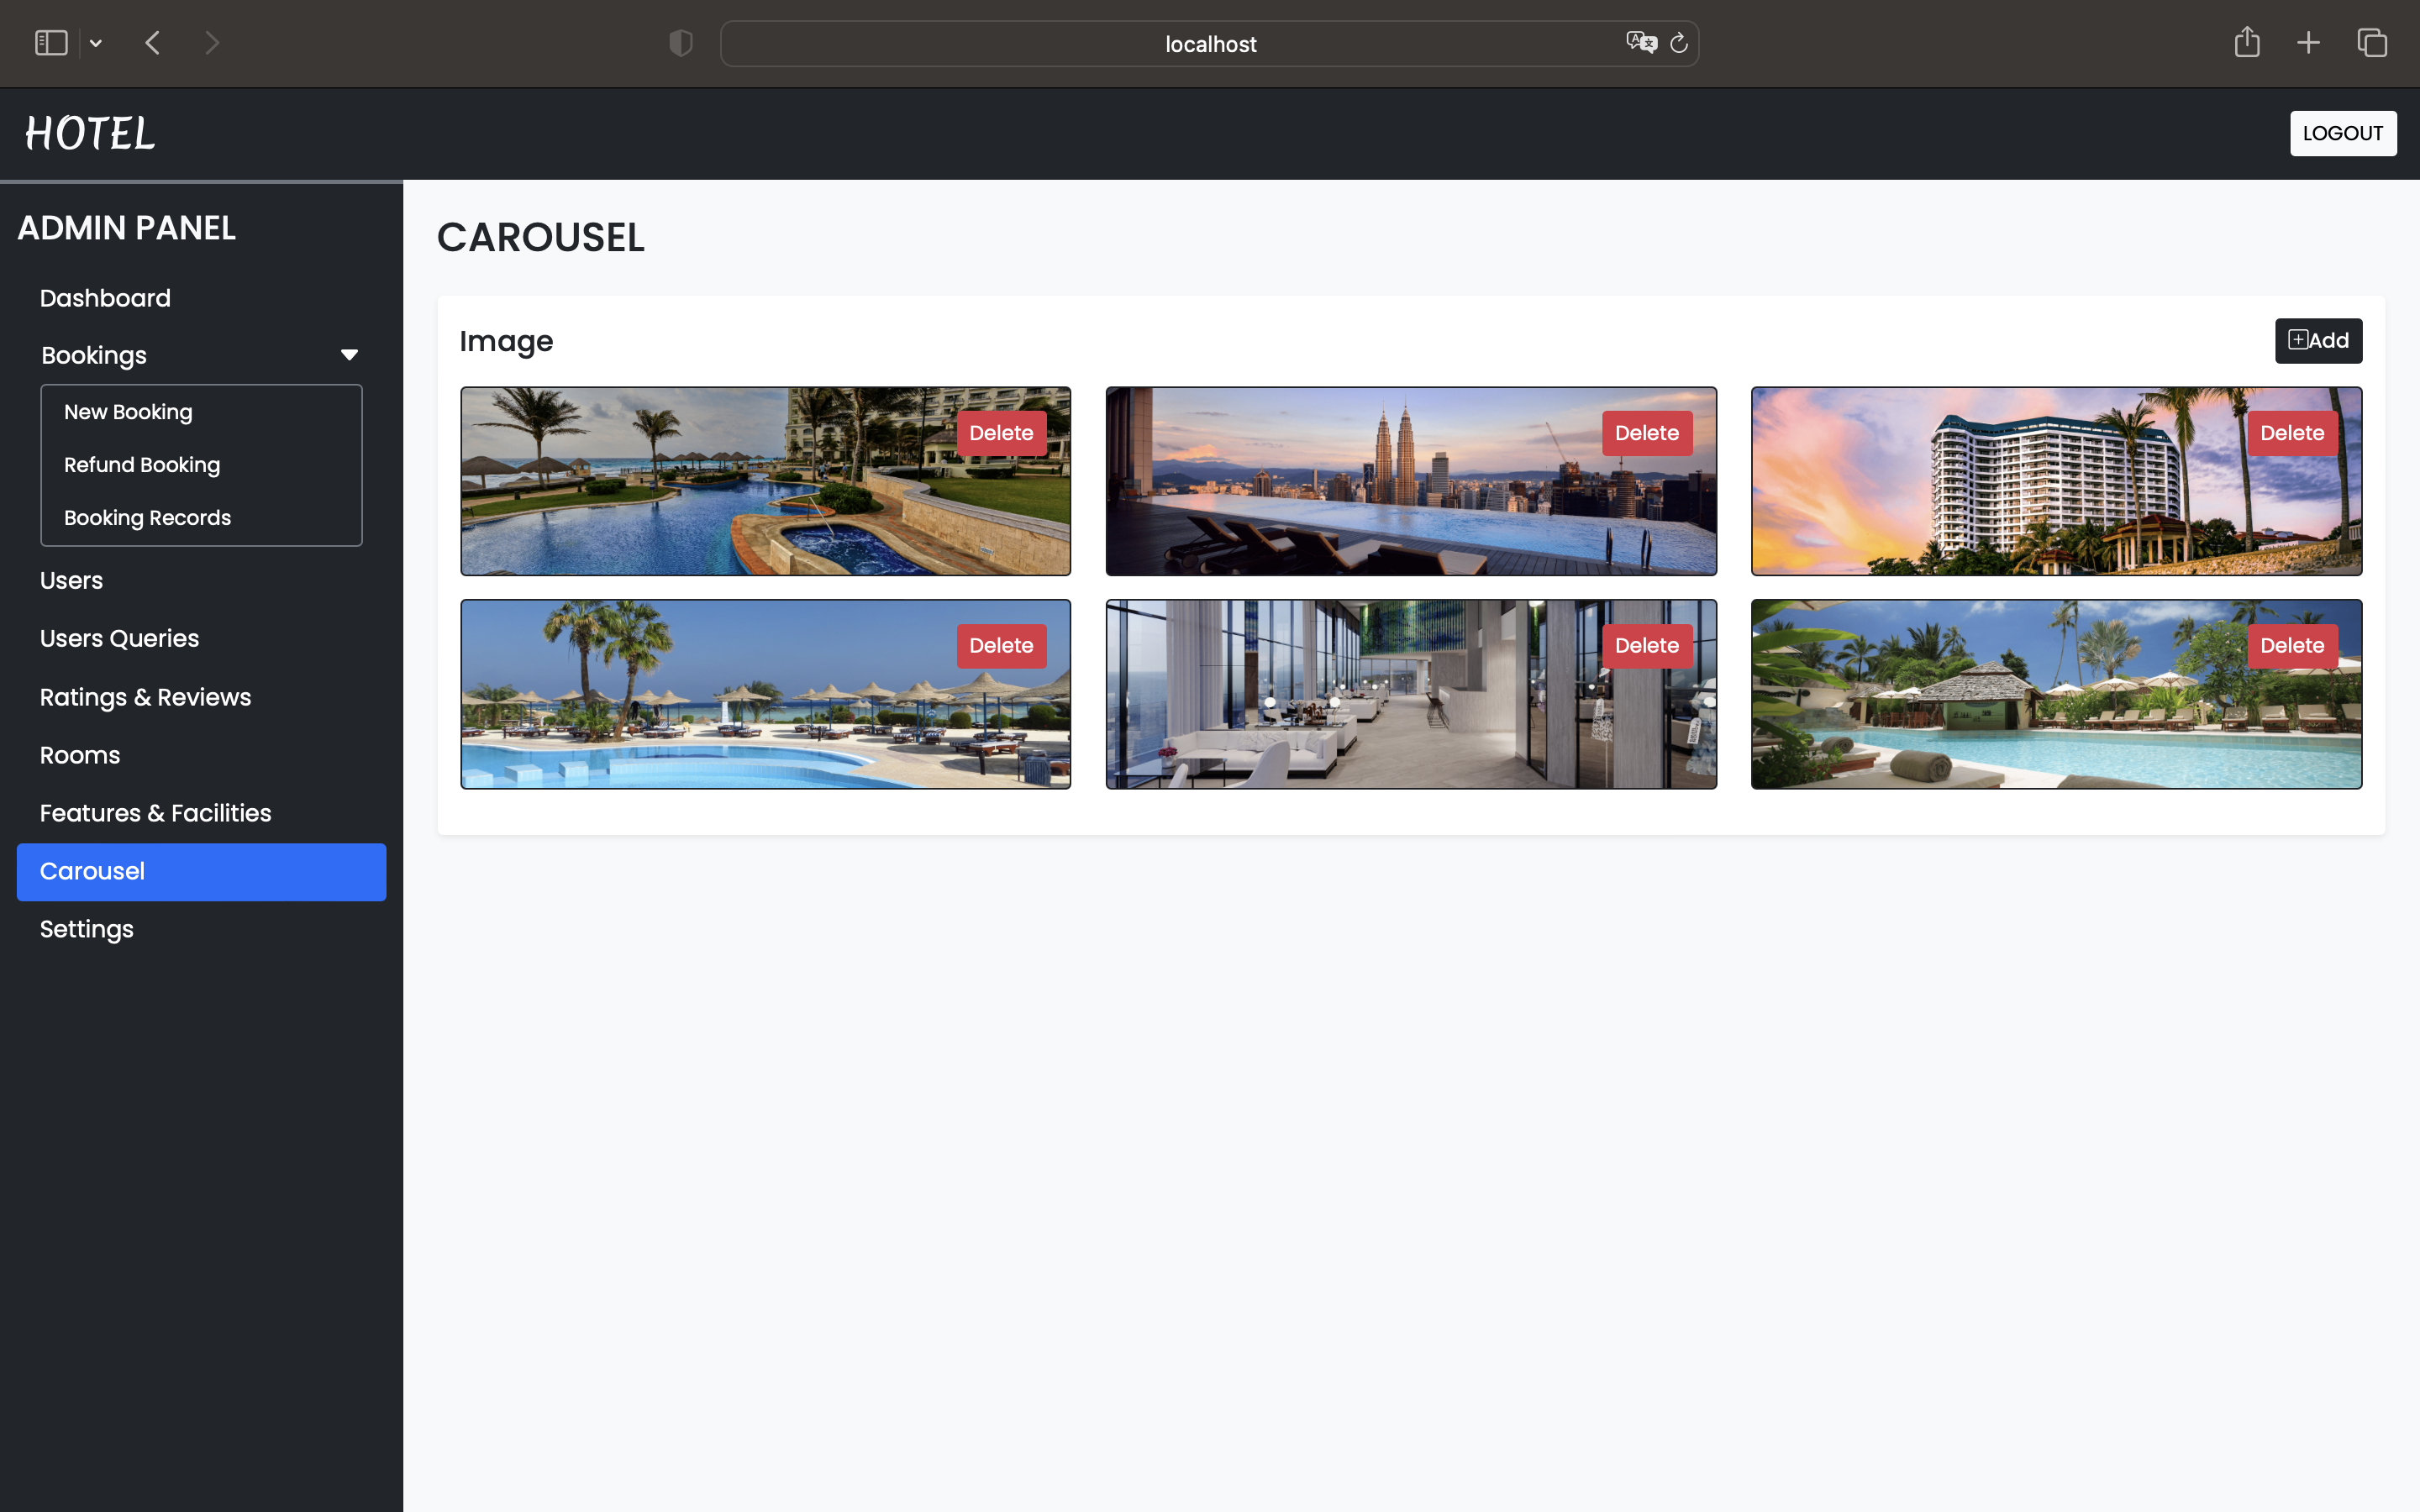 localhost
HOTEL
LOGOUT
ADMIN PANEL
Dashboard
Bookings
New Booking
Refund Booking
Booking Records
Users
Users Queries
Ratings & Reviews
Rooms
Features & Facilities
Carousel
Settings
CAROUSEL
Image
Add
Delete
Delete
Delete
Delete
Delete
Delete